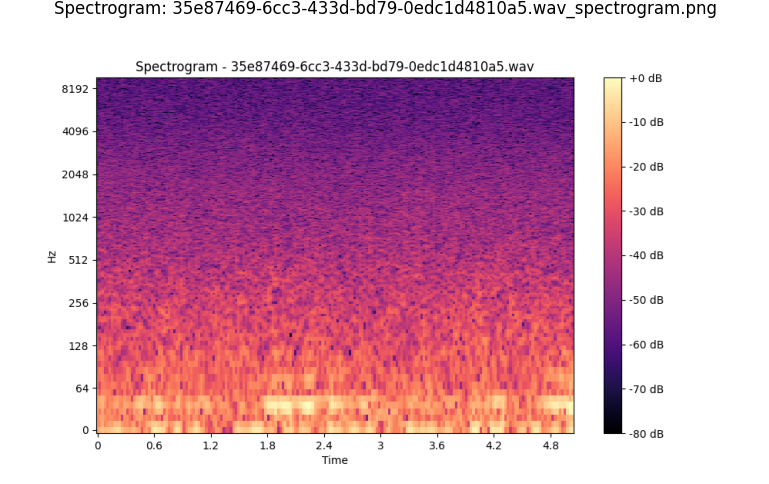 Spectrogram: 35e87469-6cc3-433d-bd79-0edc1d4810a5.wav_spectrogram.png
Spectrogram - 35e87469-6cc3-433d-bd79-0edc1d4810a5.wav
8192
4096
2048
1024
512
256
128
64
0
Hz
0 0.6 1.2 1.8 2.4 3 3.6 4.2 4.8
Time
+0 dB
-10 dB
-20 dB
-30 dB
-40 dB
-50 dB
-60 dB
-70 dB
-80 dB